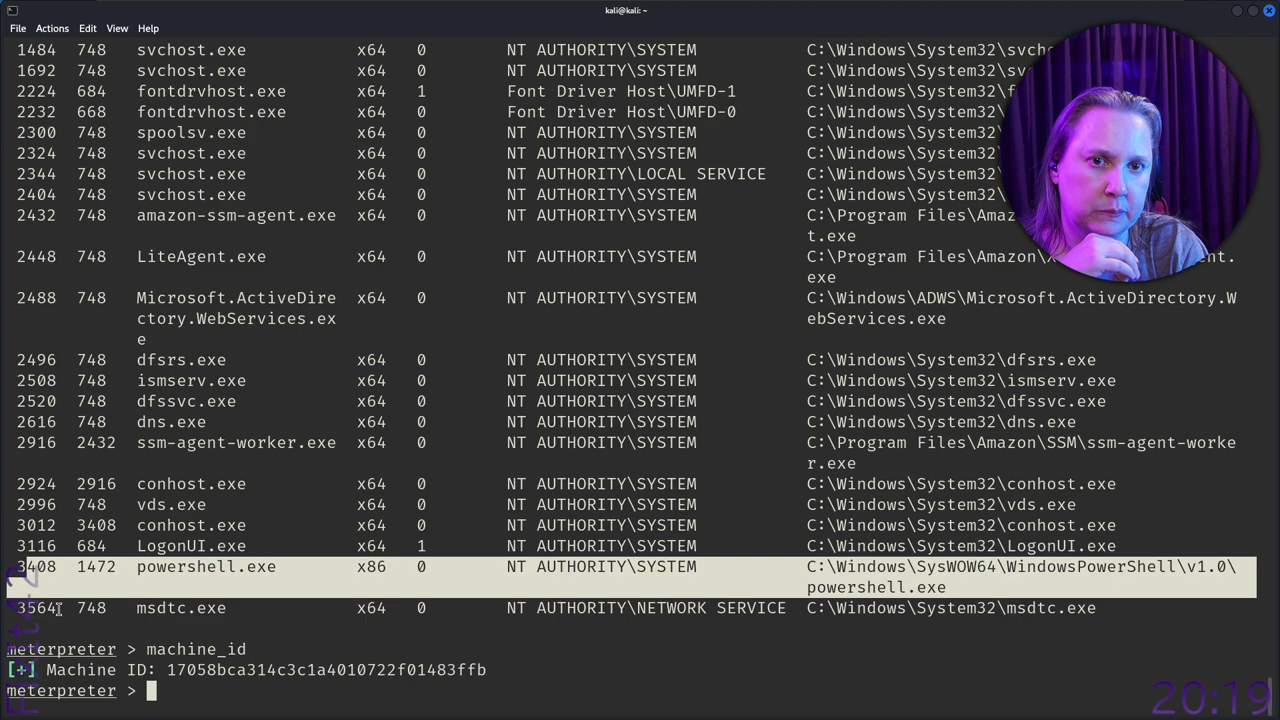 kali@kali: ~
File Actions Edit View Help
1484 748 svchost.exe x64 0 NT AUTHORITY\SYSTEM C:\Windows\System32\svch
1692 748 svchost.exe x64 0 NT AUTHORITY\SYSTEM C:\Windows\System32\sv
2224 684 fontdrvhost.exe x64 1 Font Driver Host\UMFD-1 C:\Windows\System32\f
2232 668 fontdrvhost.exe x64 0 Font Driver Host\UMFD-0 C:\Windows\System32\
2300 748 spoolsv.exe x64 0 NT AUTHORITY\SYSTEM C:\Windows\System32\
2324 748 svchost.exe x64 0 NT AUTHORITY\SYSTEM C:\Windows\System32\
2344 748 svchost.exe x64 0 NT AUTHORITY\LOCAL SERVICE C:\Windows\System32\
2404 748 svchost.exe x64 0 NT AUTHORITY\SYSTEM C:\Windows\System32\s
2432 748 amazon-ssm-agent.exe x64 0 NT AUTHORITY\SYSTEM C:\Program Files\Amaz
t.exe
2448 748 LiteAgent.exe x64 0 NT AUTHORITY\SYSTEM C:\Program Files\Amazon\ ent.
exe
2488 748 Microsoft.ActiveDire x64 0 NT AUTHORITY\SYSTEM C:\Windows\ADWS\Microsoft.ActiveDirectory.W
ctory.WebServices.ex ebServices.exe
e
2496 748 dfsrs.exe x64 0 NT AUTHORITY\SYSTEM C:\Windows\System32\dfsrs.exe
2508 748 ismserv.exe x64 0 NT AUTHORITY\SYSTEM C:\Windows\System32\ismserv.exe
2520 748 dfssvc.exe x64 0 NT AUTHORITY\SYSTEM C:\Windows\System32\dfssvc.exe
2616 748 dns.exe x64 0 NT AUTHORITY\SYSTEM C:\Windows\System32\dns.exe
2916 2432 ssm-agent-worker.exe x64 0 NT AUTHORITY\SYSTEM C:\Program Files\Amazon\SSM\ssm-agent-worke
r.exe
2924 2916 conhost.exe x64 0 NT AUTHORITY\SYSTEM C:\Windows\System32\conhost.exe
2996 748 vds.exe x64 0 NT AUTHORITY\SYSTEM C:\Windows\System32\vds.exe
3012 3408 conhost.exe x64 0 NT AUTHORITY\SYSTEM C:\Windows\System32\conhost.exe
3116 684 LogonUI.exe x64 1 NT AUTHORITY\SYSTEM C:\Windows\System32\LogonUI.exe
3408 1472 powershell.exe x86 0 NT AUTHORITY\SYSTEM C:\Windows\SysWOW64\WindowsPowerShell\v1.0\
powershell.exe
3564 748 msdtc.exe x64 0 NT AUTHORITY\NETWORK SERVICE C:\Windows\System32\msdtc.exe
meterpreter > machine_id
[+] Machine ID: 17058bca314c3c1a4010722f01483ffb
meterpreter >
20:19